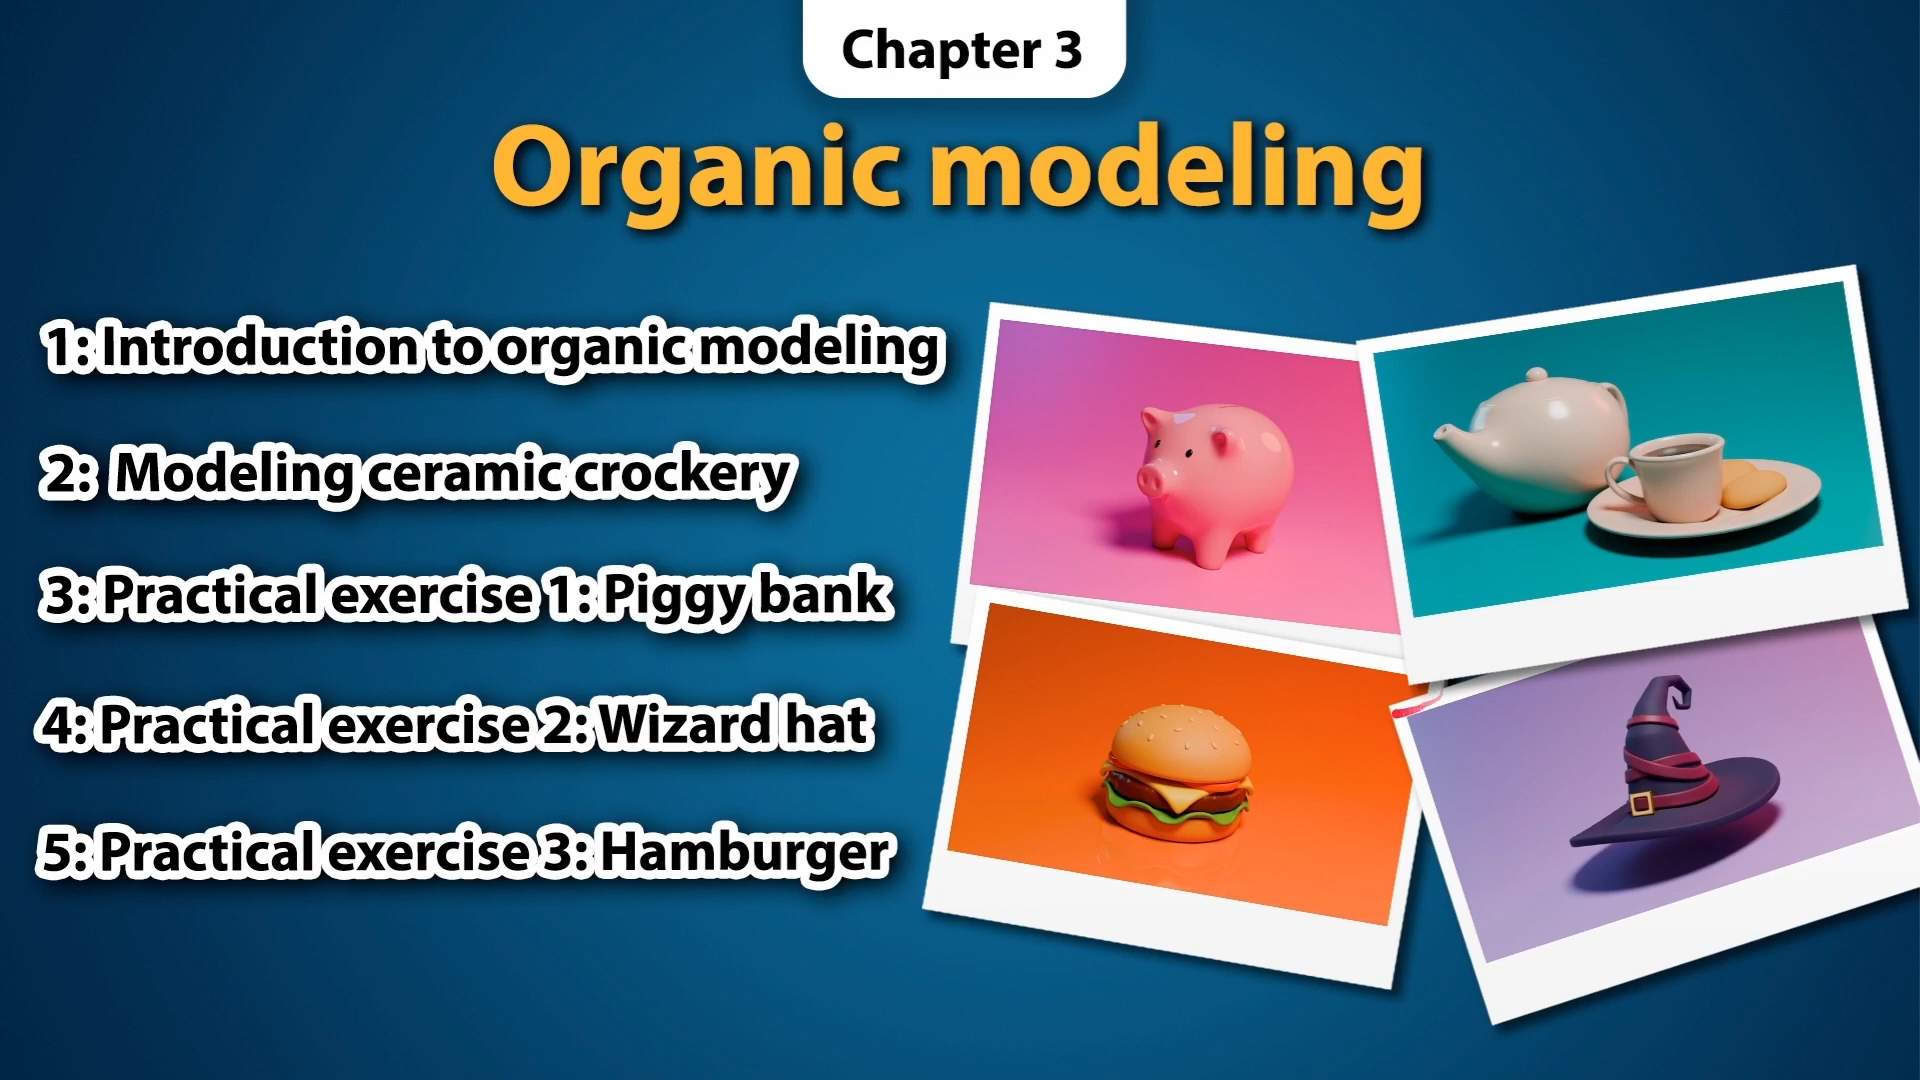 Chapter 3
Organic modeling
1: Introduction to organic modeling
2: Modeling ceramic crockery
3: Practical exercise 1: Piggy bank
4: Practical exercise 2: Wizard hat
5: Practical exercise 3: Hamburger